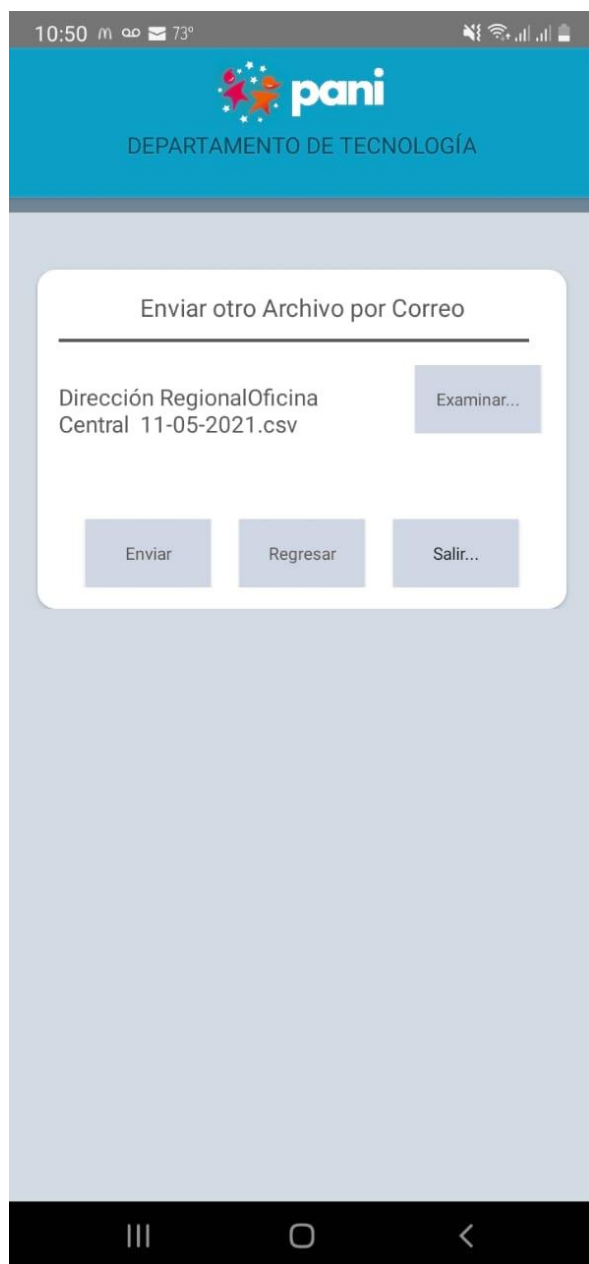 10:50 73°
pani
DEPARTAMENTO DE TECNOLOGÍA
Enviar otro Archivo por Correo
Dirección RegionalOficina
Central 11-05-2021.csv
Examinar...
Enviar Regresar Salir...